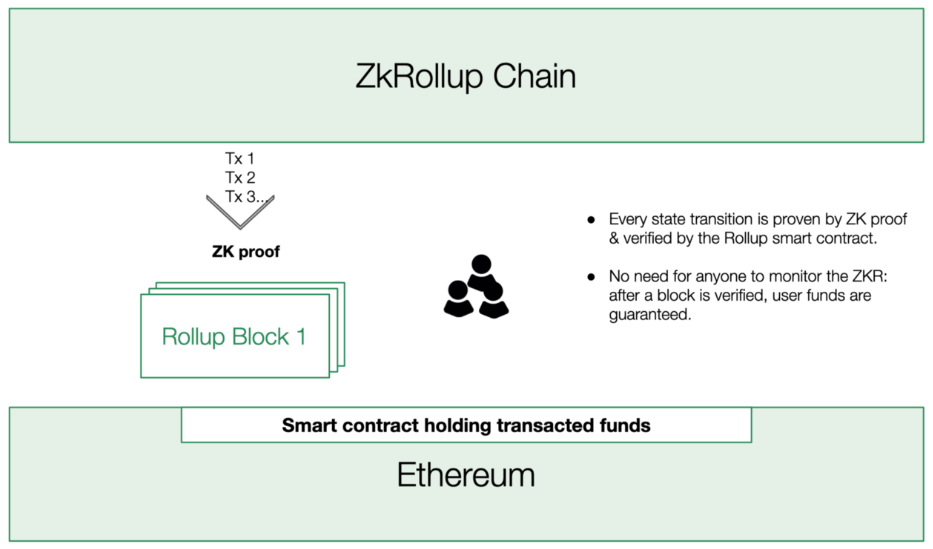 ZkRollup Chain
Tx 1
Tx 2
Tx 3...
ZK proof
Rollup Block 1
● Every state transition is proven by ZK proof
& verified by the Rollup smart contract.
● No need for anyone to monitor the ZKR:
after a block is verified, user funds are
guaranteed.
Smart contract holding transacted funds
Ethereum